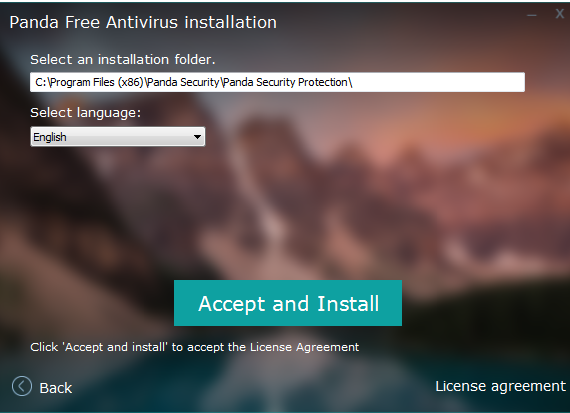 Panda Free Antivirus installation
Select an installation folder.
C:\Program Files (x86)\Panda Security\Panda Security Protection\
Select language:
English
Accept and Install
Click 'Accept and install' to accept the License Agreement
Back
License agreement